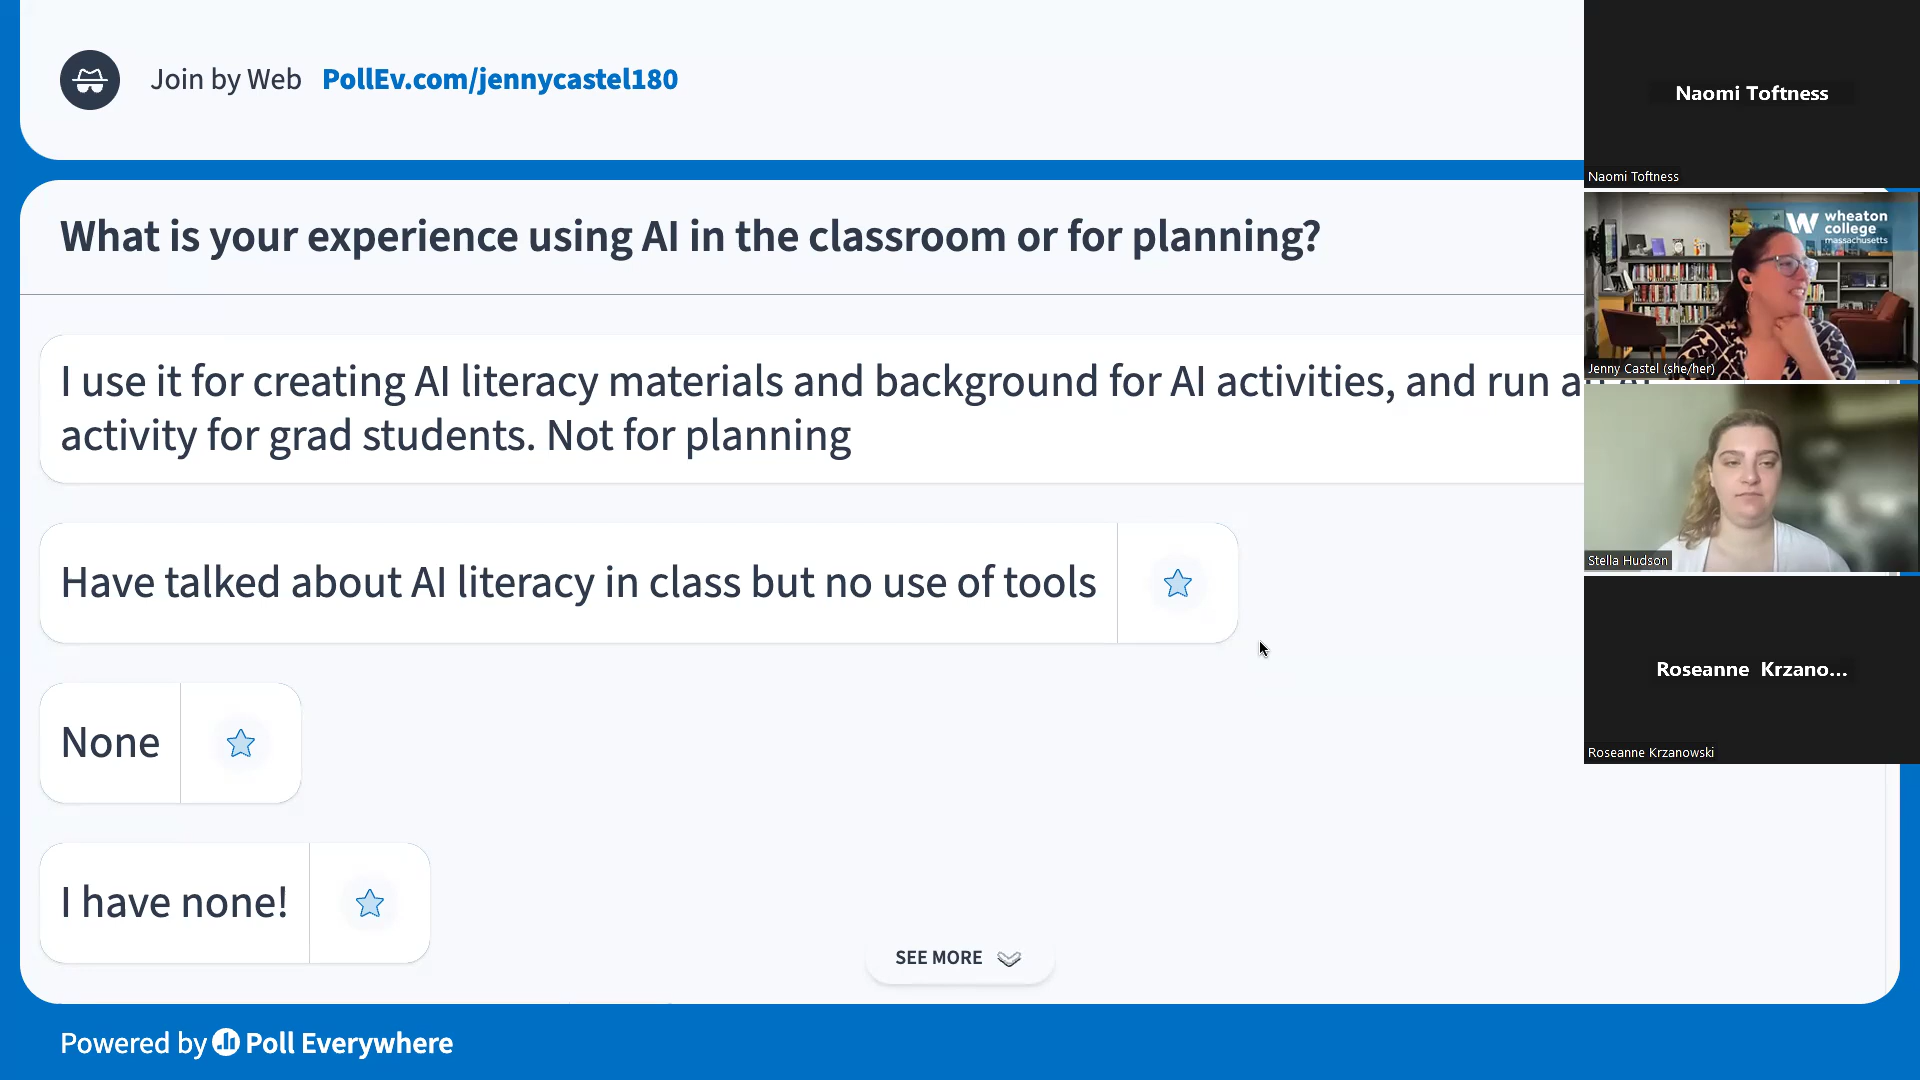 Join by Web PollEv.com/jennycastel180
What is your experience using AI in the classroom or for planning?
I use it for creating AI literacy materials and background for AI activities, and run
activity for grad students. Not for planning
Have talked about AI literacy in class but no use of tools
None
I have none!
SEE MORE
Powered by Poll Everywhere
Naomi Toftness
Naomi Toftness
W wheaton
college
massachusetts
Jenny Castel (she/her)
Stella Hudson
Roseanne Krzano...
Roseanne Krzanowski